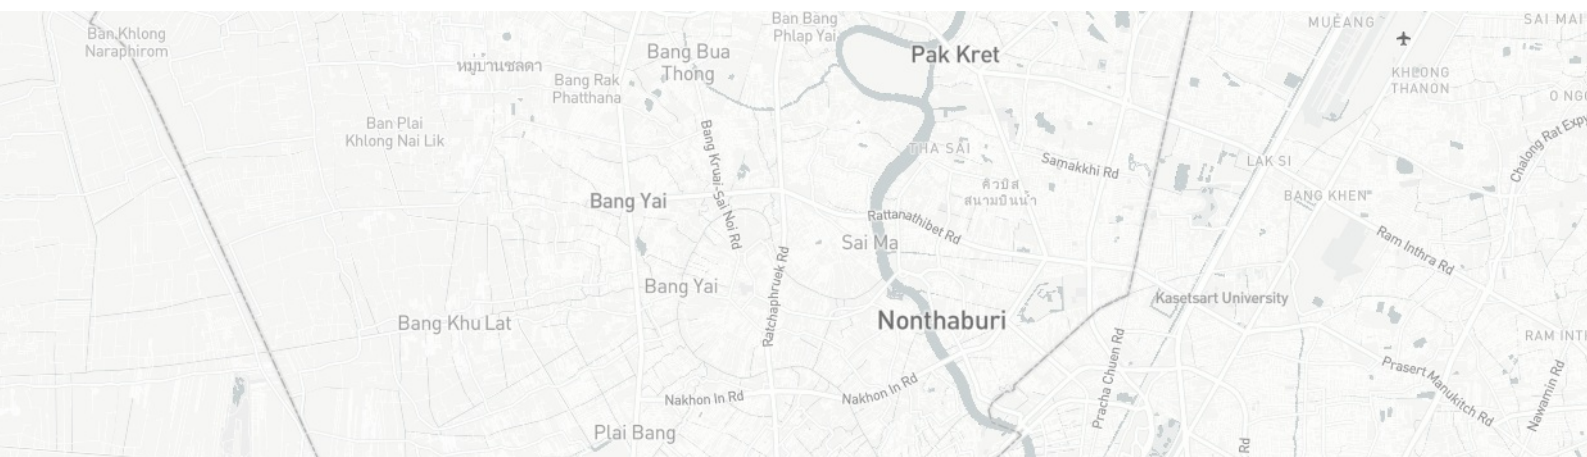 Ban Khlong
Naraphirom
หมู่บ้านชลดา
Bang Bua
Thong
Ban Bang
Phlap Yai
Pak Kret
MUEANG
SAI MAI
KHLONG
THANON
Bang Rak
Phatthana
Ban Plai
Khlong Nai Lik
Bang Kruai-Sai Noi Rd
THA SAI
Samakkhi Rd
คิวบิส
สนามบินน้ำ
LAK SI
BANG KHEN
Chalong Rat Expy
Bang Yai
Rattanathibet Rd
Sai Ma
Ram Inthra Rd
Bang Yai
Ratchaphruek Rd
Kasetsart University
Bang Khu Lat
Nonthaburi
RAM INTI
Pracha Chuen Rd
Prasert Manukitch Rd
Nawamin Rd
Nakhon In Rd
Nakhon In Rd
Plai Bang
Rd